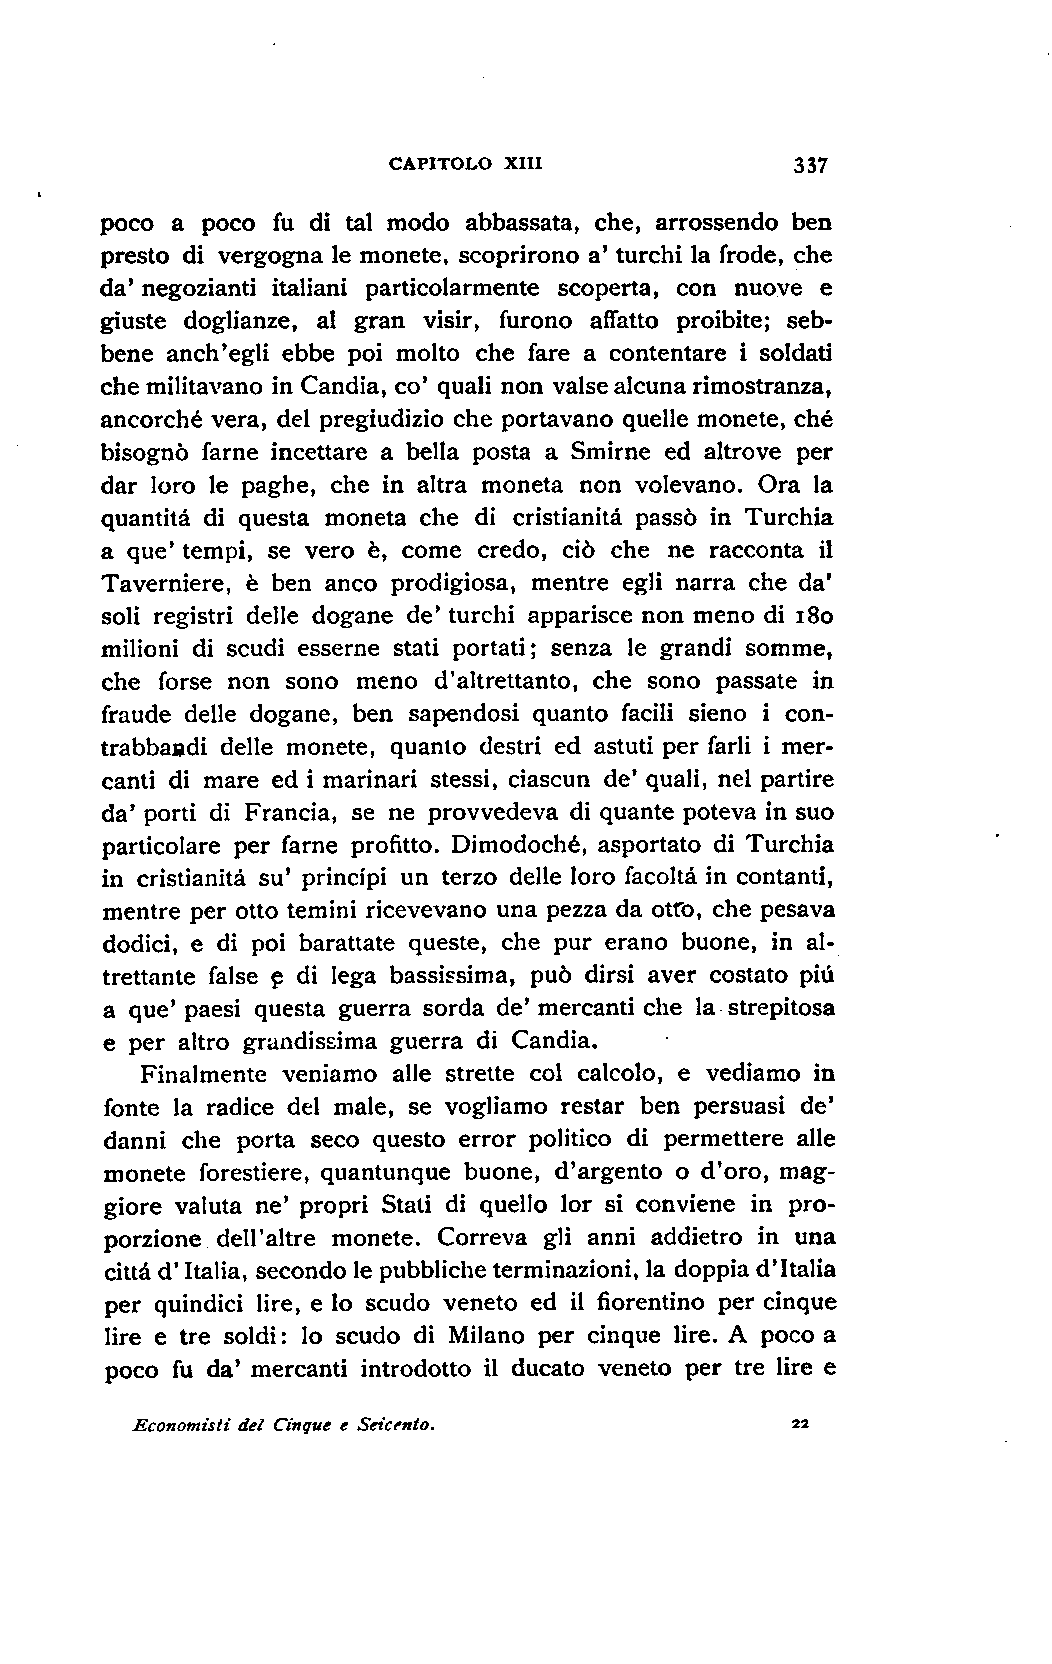 CAPITOLO XIII 337
poco a poco fu di tal modo abbassata, che, arrossendo ben
presto di vergogna le monete, scoprirono a' turchi la frode, che
da' negozianti italiani particolarmente scoperta, con nuove e
giuste doglianze, al gran visir, furono affatto proibite; seb-
bene anch'egli ebbe poi molto che fare a contentare i soldati
che militavano in Candia, co' quali non valse alcuna rimostranza,
ancorché vera, del pregiudizio che portavano quelle monete, ché
bisognò farne incettare a bella posta a Smirne ed altrove per
dar loro le paghe, che in altra moneta non volevano. Ora la
quantitá di questa moneta che di cristianitá passò in Turchia
a que' tempi, se vero è, come credo, ciò che ne racconta il
Taverniere, è ben anco prodigiosa, mentre egli narra che da'
soli registri delle dogane de' turchi apparisce non meno di 180
milioni di scudi esserne stati portati; senza le grandi somme,
che forse non sono meno d'altrettanto, che sono passate in
fraude delle dogane, ben sapendosi quanto facili sieno i con-
trabbandi delle monete, quanto destri ed astuti per farli i mer-
canti di mare ed i marinari stessi, ciascun de' quali, nel partire
da' porti di Francia, se ne provvedeva di quante poteva in suo
particolare per farne profitto. Dimodoché, asportato di Turchia
in cristianitá su' principi un terzo delle loro facoltá in contanti,
mentre per otto temini ricevevano una pezza da otto, che pesava
dodici, e di poi barattate queste, che pur erano buone, in al-
trettante false e di lega bassissima, può dirsi aver costato piú
a que' paesi questa guerra sorda de' mercanti che la strepitosa
e per altro grandissima guerra di Candia.
Finalmente veniamo alle strette col calcolo, e vediamo in
fonte la radice del male, se vogliamo restar ben persuasi de'
danni che porta seco questo error politico di permettere alle
monete forestiere, quantunque buone, d'argento o d'oro, mag-
giore valuta ne' propri Stati di quello lor si conviene in pro-
porzione dell'altre monete. Correva gli anni addietro in una
cittá d'Italia, secondo le pubbliche terminazioni, la doppia d'Italia
per quindici lire, e lo scudo veneto ed il fiorentino per cinque
lire e tre soldi: lo scudo di Milano per cinque lire. A poco a
poco fu da' mercanti introdotto il ducato veneto per tre lire e
Economisti del Cinque e Seicento. 22